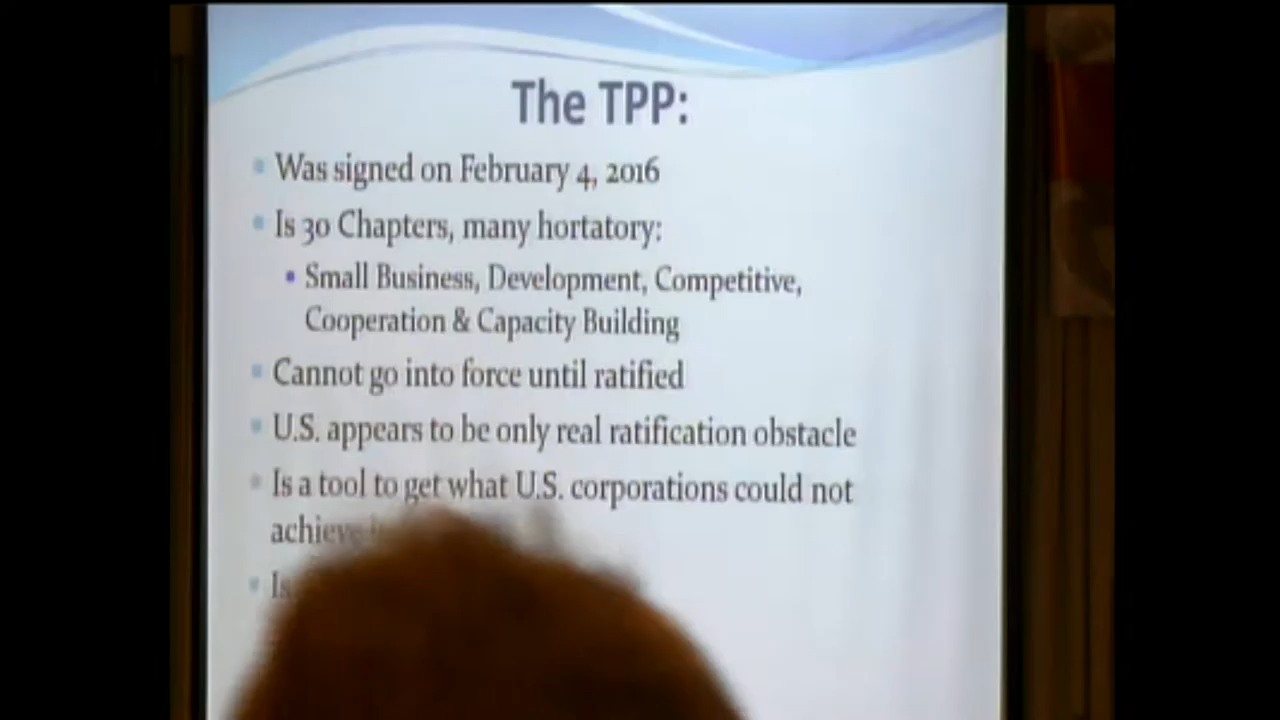 The TPP:
Was signed on February 4, 2016
Is 30 Chapters, many hortatory:
Small Business, Development, Competitive,
Cooperation & Capacity Building
Cannot go into force until ratified
U.S. appears to be only real ratification obstacle
Is a tool to get what U.S. corporations could not
achieve
Is